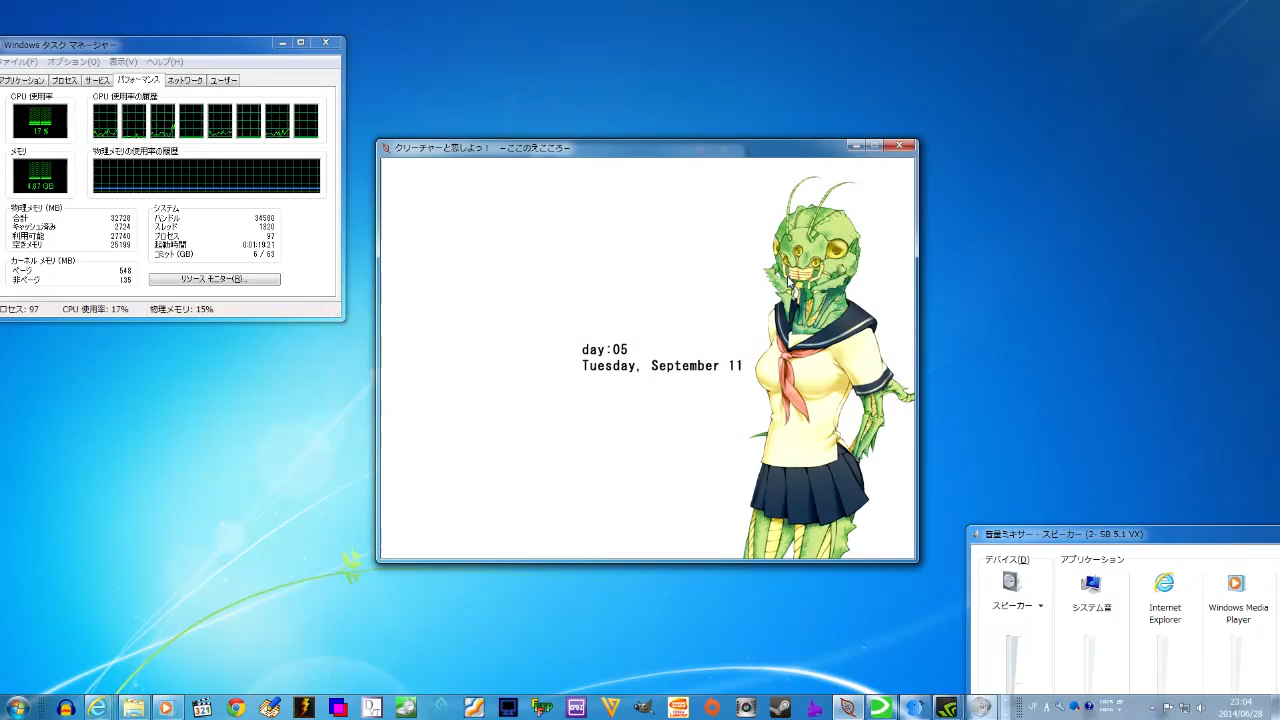 Windows タスク マネージャー
ァイル(F) オプション(O) 表示(V) ヘルプ(H)
アプリケーション プロセス サービス パフォーマンス ネットワーク ユーザー
CPU 使用率
CPU 使用率の履歴
17 %
メモリ
物理メモリの使用率の履歴
4.87 GB
物理メモリ (MB)
合計 32728
キャッシュ済み 2724
利用可能 27740
空きメモリ 25199
カーネル メモリ (MB)
ページ 548
非ページ 135
システム
ハンドル 34580
スレッド 1320
プロセス 97
起動時間 0:01:19:21
コミット (GB) 6 / 63
リソース モニター(R)...
ロセス: 97 CPU 使用率: 17% 物理メモリ: 15%
クリーチャーと恋しよっ! -ここのえこころ-
day:05
Tuesday, September 11
音量ミキサー - スピーカー (2- SB 5.1 VX)
デバイス(D)
アプリケーション
スピーカー
システム音
Internet
Explorer
Windows Media
Player
321
JP
CAPS
23:04
2014/06/28